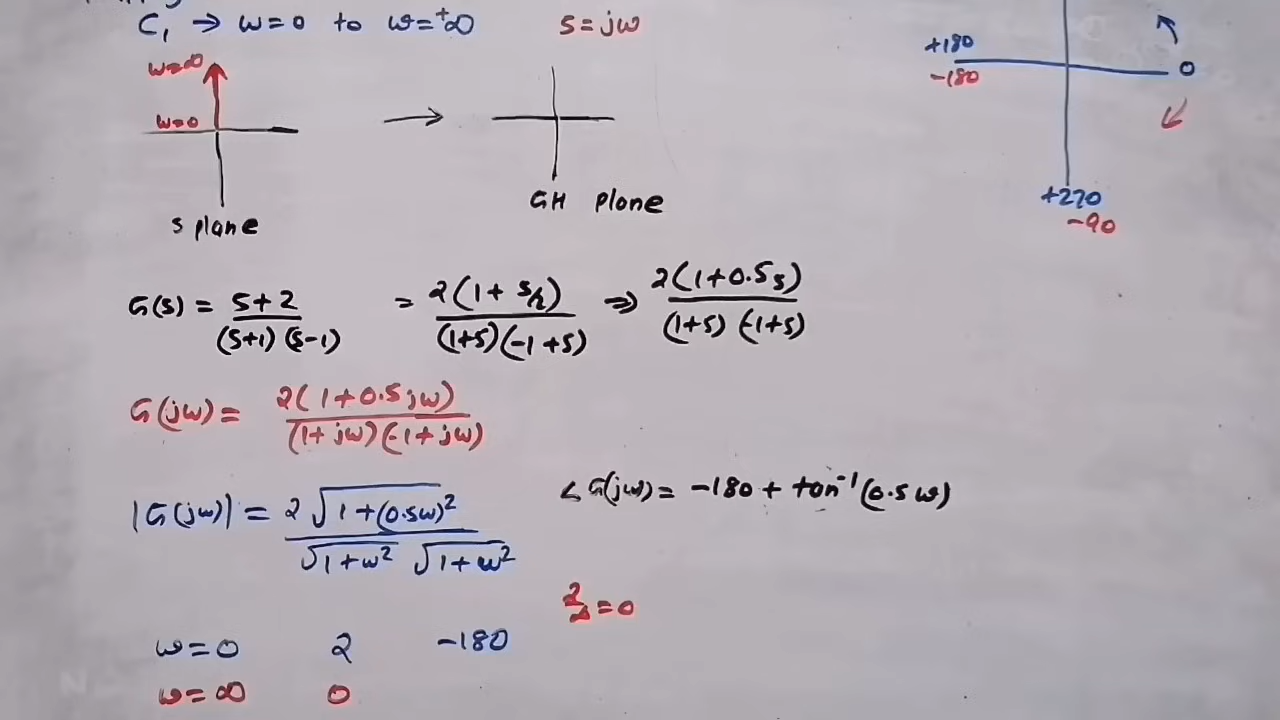 C₁ → ω=0 to ω=+∞ S=jω
ω=∞
ω=0
S plane
GH plane
+180
-180
0
+270
-90
G(s) = S+2 / (S+1)(S-1) = 2(1+S/2) / (1+S)(-1+S) ⇒ 2(1+0.5s) / (1+S)(-1+S)
G(jω) = 2(1+0.5jω) / (1+jω)(-1+jω)
|G(jω)| = 2√1+(0.5ω)² / √1+ω² √1+ω²
∠G(jω) = -180 + tan⁻¹(0.5ω)
2/∞=0
ω=0 2 -180
ω=∞ 0